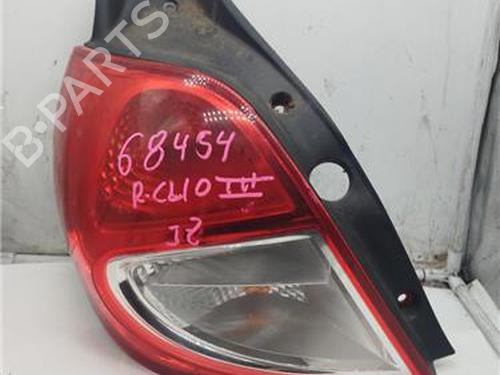 B-PARTS
68454
R-CLIO III
IZ